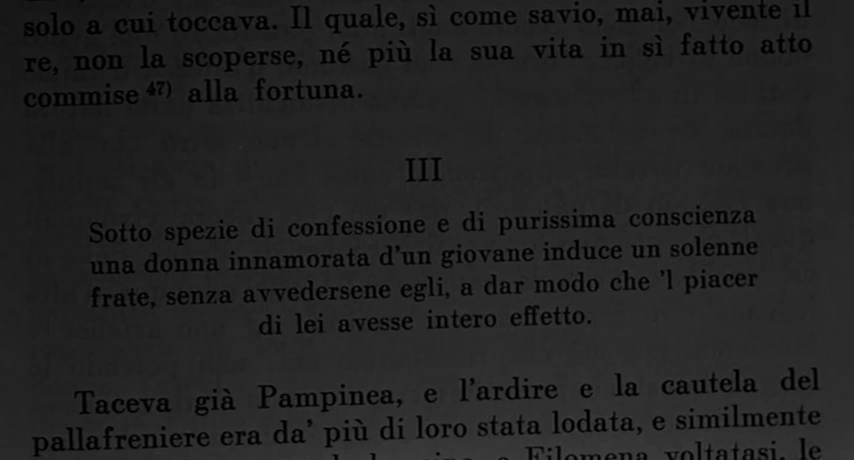 solo a cui toccava. Il quale, sì come savio, mai, vivente il
re, non la scoperse, né più la sua vita in sì fatto atto
commise 47) alla fortuna.
III
Sotto spezie di confessione e di purissima conscienza
una donna innamorata d'un giovane induce un solenne
frate, senza avvedersene egli, a dar modo che 'l piacer
di lei avesse intero effetto.
Taceva già Pampinea, e l'ardire e la cautela del
pallafreniere era da' più di loro stata lodata, e similmente
e Filomena voltatasi, le